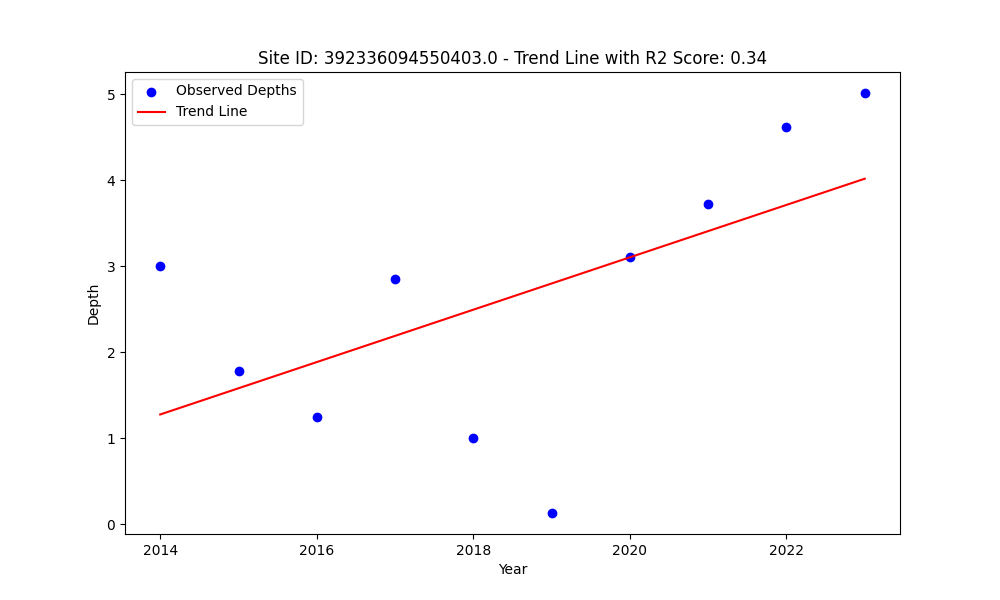 Site ID: 392336094550403.0 - Trend Line with R2 Score: 0.34
Observed Depths
Trend Line
5
4
3
2
1
0
Depth
2014
2016
2018
2020
2022
Year